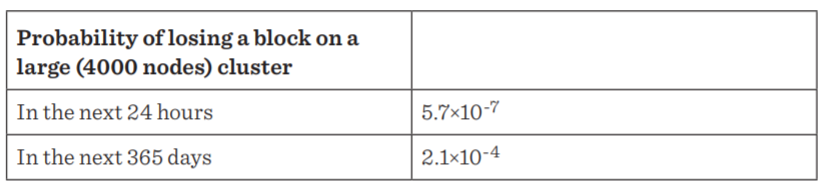 Probability of losing a block on a
large (4000 nodes) cluster
In the next 24 hours 5.7×10-7
In the next 365 days 2.1×10-4